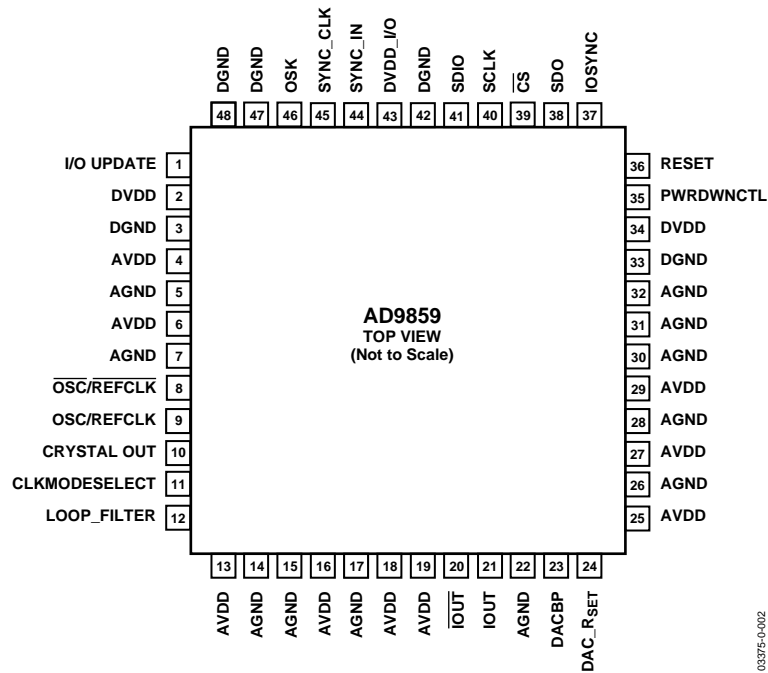 DGND
DGND
OSK
SYNC_CLK
SYNC_IN
DVDD_I/O
DGND
SDIO
SCLK
C̅S̅
SDO
IOSYNC
48 47 46 45 44 43 42 41 40 39 38 37
I/O UPDATE 1
DVDD 2
DGND 3
AVDD 4
AGND 5
AVDD 6
AGND 7
O̅S̅C̅/R̅E̅F̅C̅L̅K̅ 8
OSC/REFCLK 9
CRYSTAL OUT 10
CLKMODESELECT 11
LOOP_FILTER 12
AD9859
TOP VIEW
(Not to Scale)
36 RESET
35 PWRDWNCTL
34 DVDD
33 DGND
32 AGND
31 AGND
30 AGND
29 AVDD
28 AGND
27 AVDD
26 AGND
25 AVDD
13 14 15 16 17 18 19 20 21 22 23 24
AVDD
AGND
AGND
AVDD
AGND
AVDD
AVDD
I̅O̅U̅T̅
IOUT
AGND
DACBP
DAC_RSET
03375-0-002